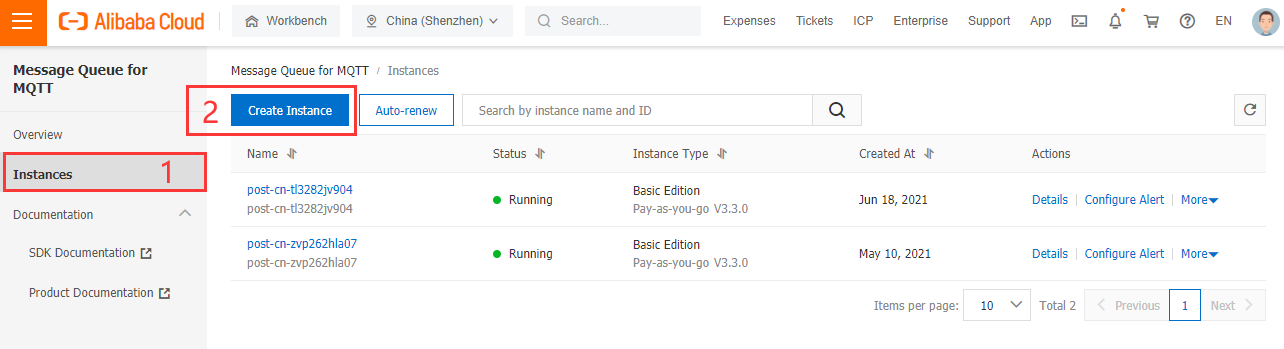 Alibaba Cloud Workbench China (Shenzhen) Search... Expenses Tickets ICP Enterprise Support App EN
Message Queue for
MQTT
Message Queue for MQTT / Instances
2 Create Instance Auto-renew Search by instance name and ID
Overview
Name Status Instance Type Created At Actions
Instances 1
post-cn-tl3282jv904 Running Basic Edition Jun 18, 2021 Details Configure Alert More
post-cn-tl3282jv904 Pay-as-you-go V3.3.0
Documentation
SDK Documentation
post-cn-zvp262hla07 Running Basic Edition May 10, 2021 Details Configure Alert More
post-cn-zvp262hla07 Pay-as-you-go V3.3.0
Product Documentation
Items per page: 10 Total 2 Previous 1 Next